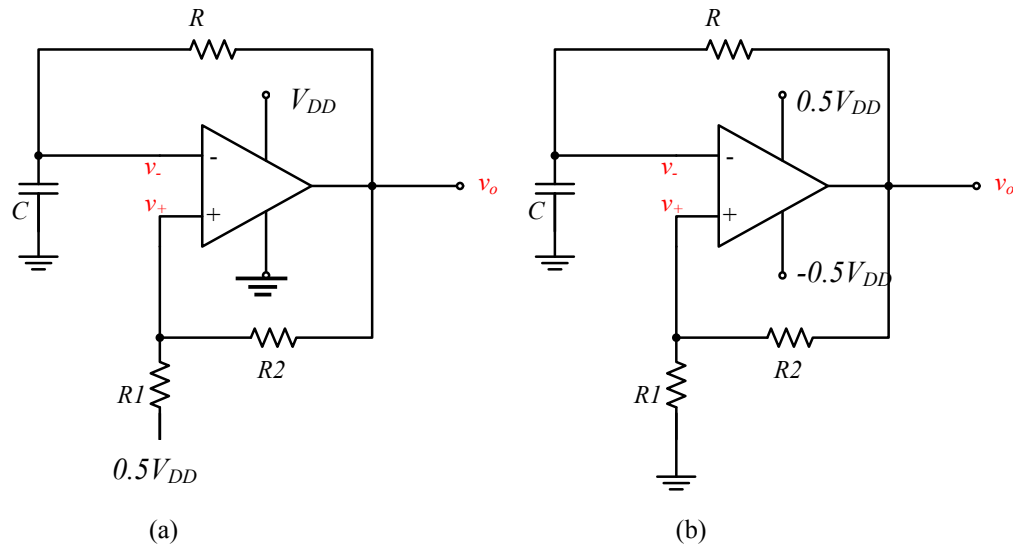 R
V_DD
-
v_-
v_+
+
C
v_o
R2
R1
0.5V_DD
(a)
R
0.5V_DD
-
v_-
v_+
+
C
v_o
-0.5V_DD
R2
R1
(b)